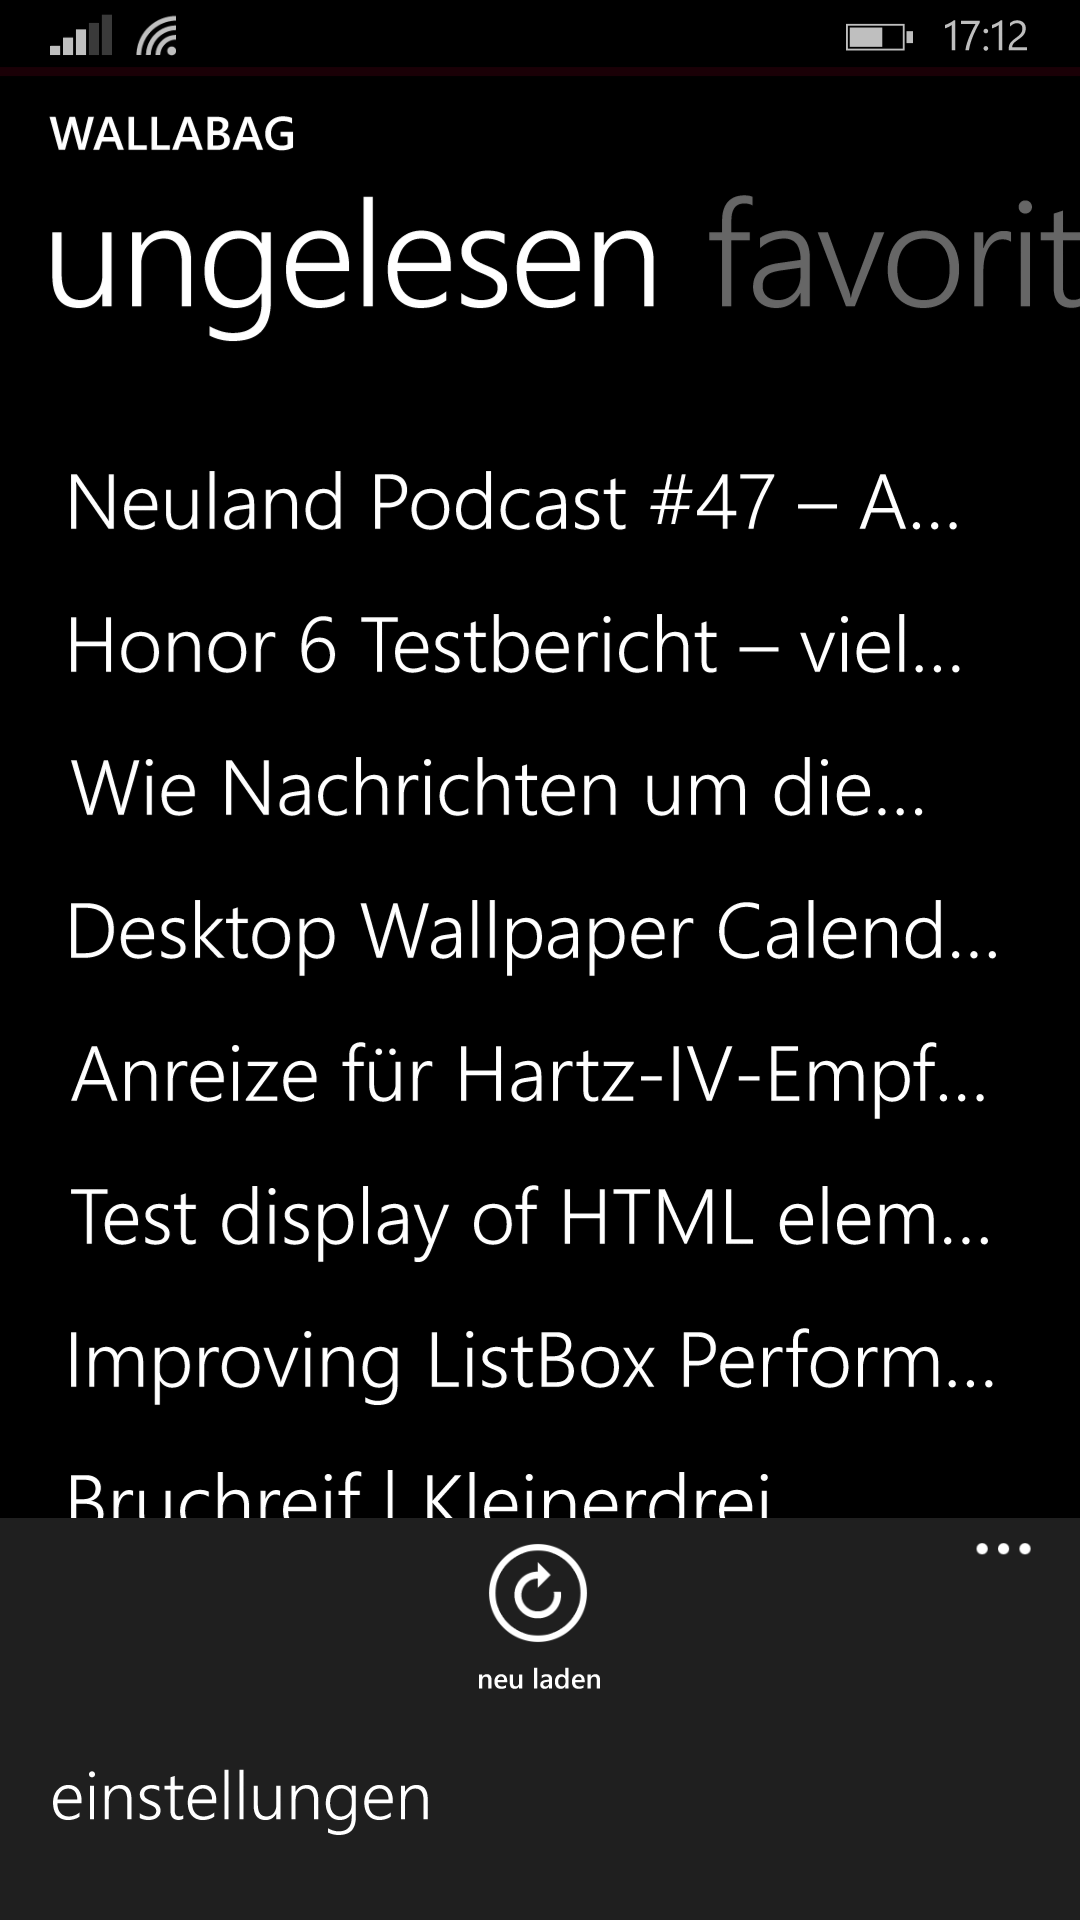 17:12
WALLABAG
ungelesen favorit
Neuland Podcast #47 – A...
Honor 6 Testbericht – viel...
Wie Nachrichten um die...
Desktop Wallpaper Calend...
Anreize für Hartz-IV-Empf...
Test display of HTML elem...
Improving ListBox Perform...
Bruchreif | Kleinerdrei
neu laden
einstellungen